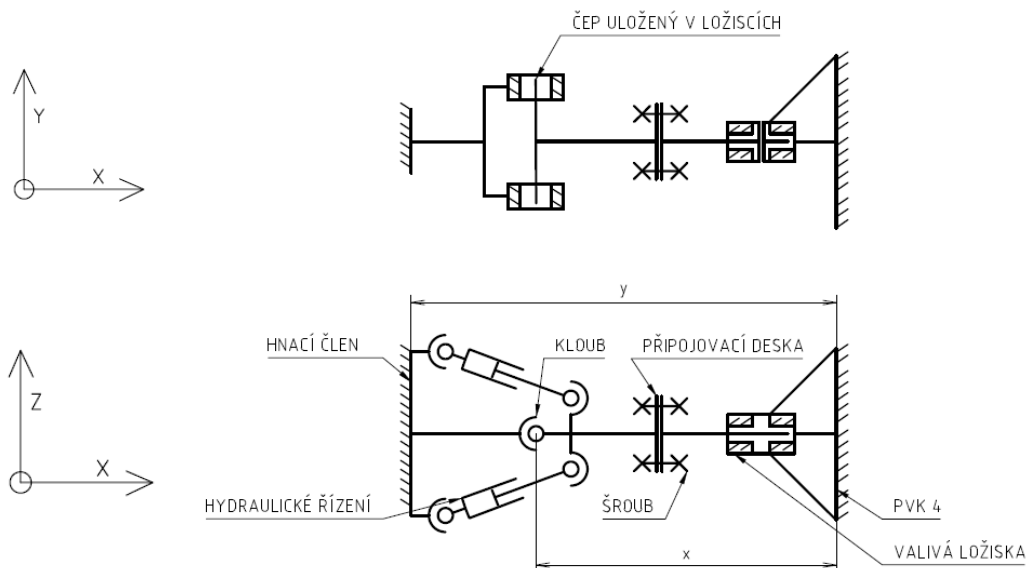 ČEP ULOŽENÝ V LOŽISCÍCH
Y
X
y
HNACÍ ČLEN
KLOUB
PŘIPOJOVACÍ DESKA
Z
X
HYDRAULICKÉ ŘÍZENÍ
ŠROUB
PVK 4
x
VALIVÁ LOŽISKA